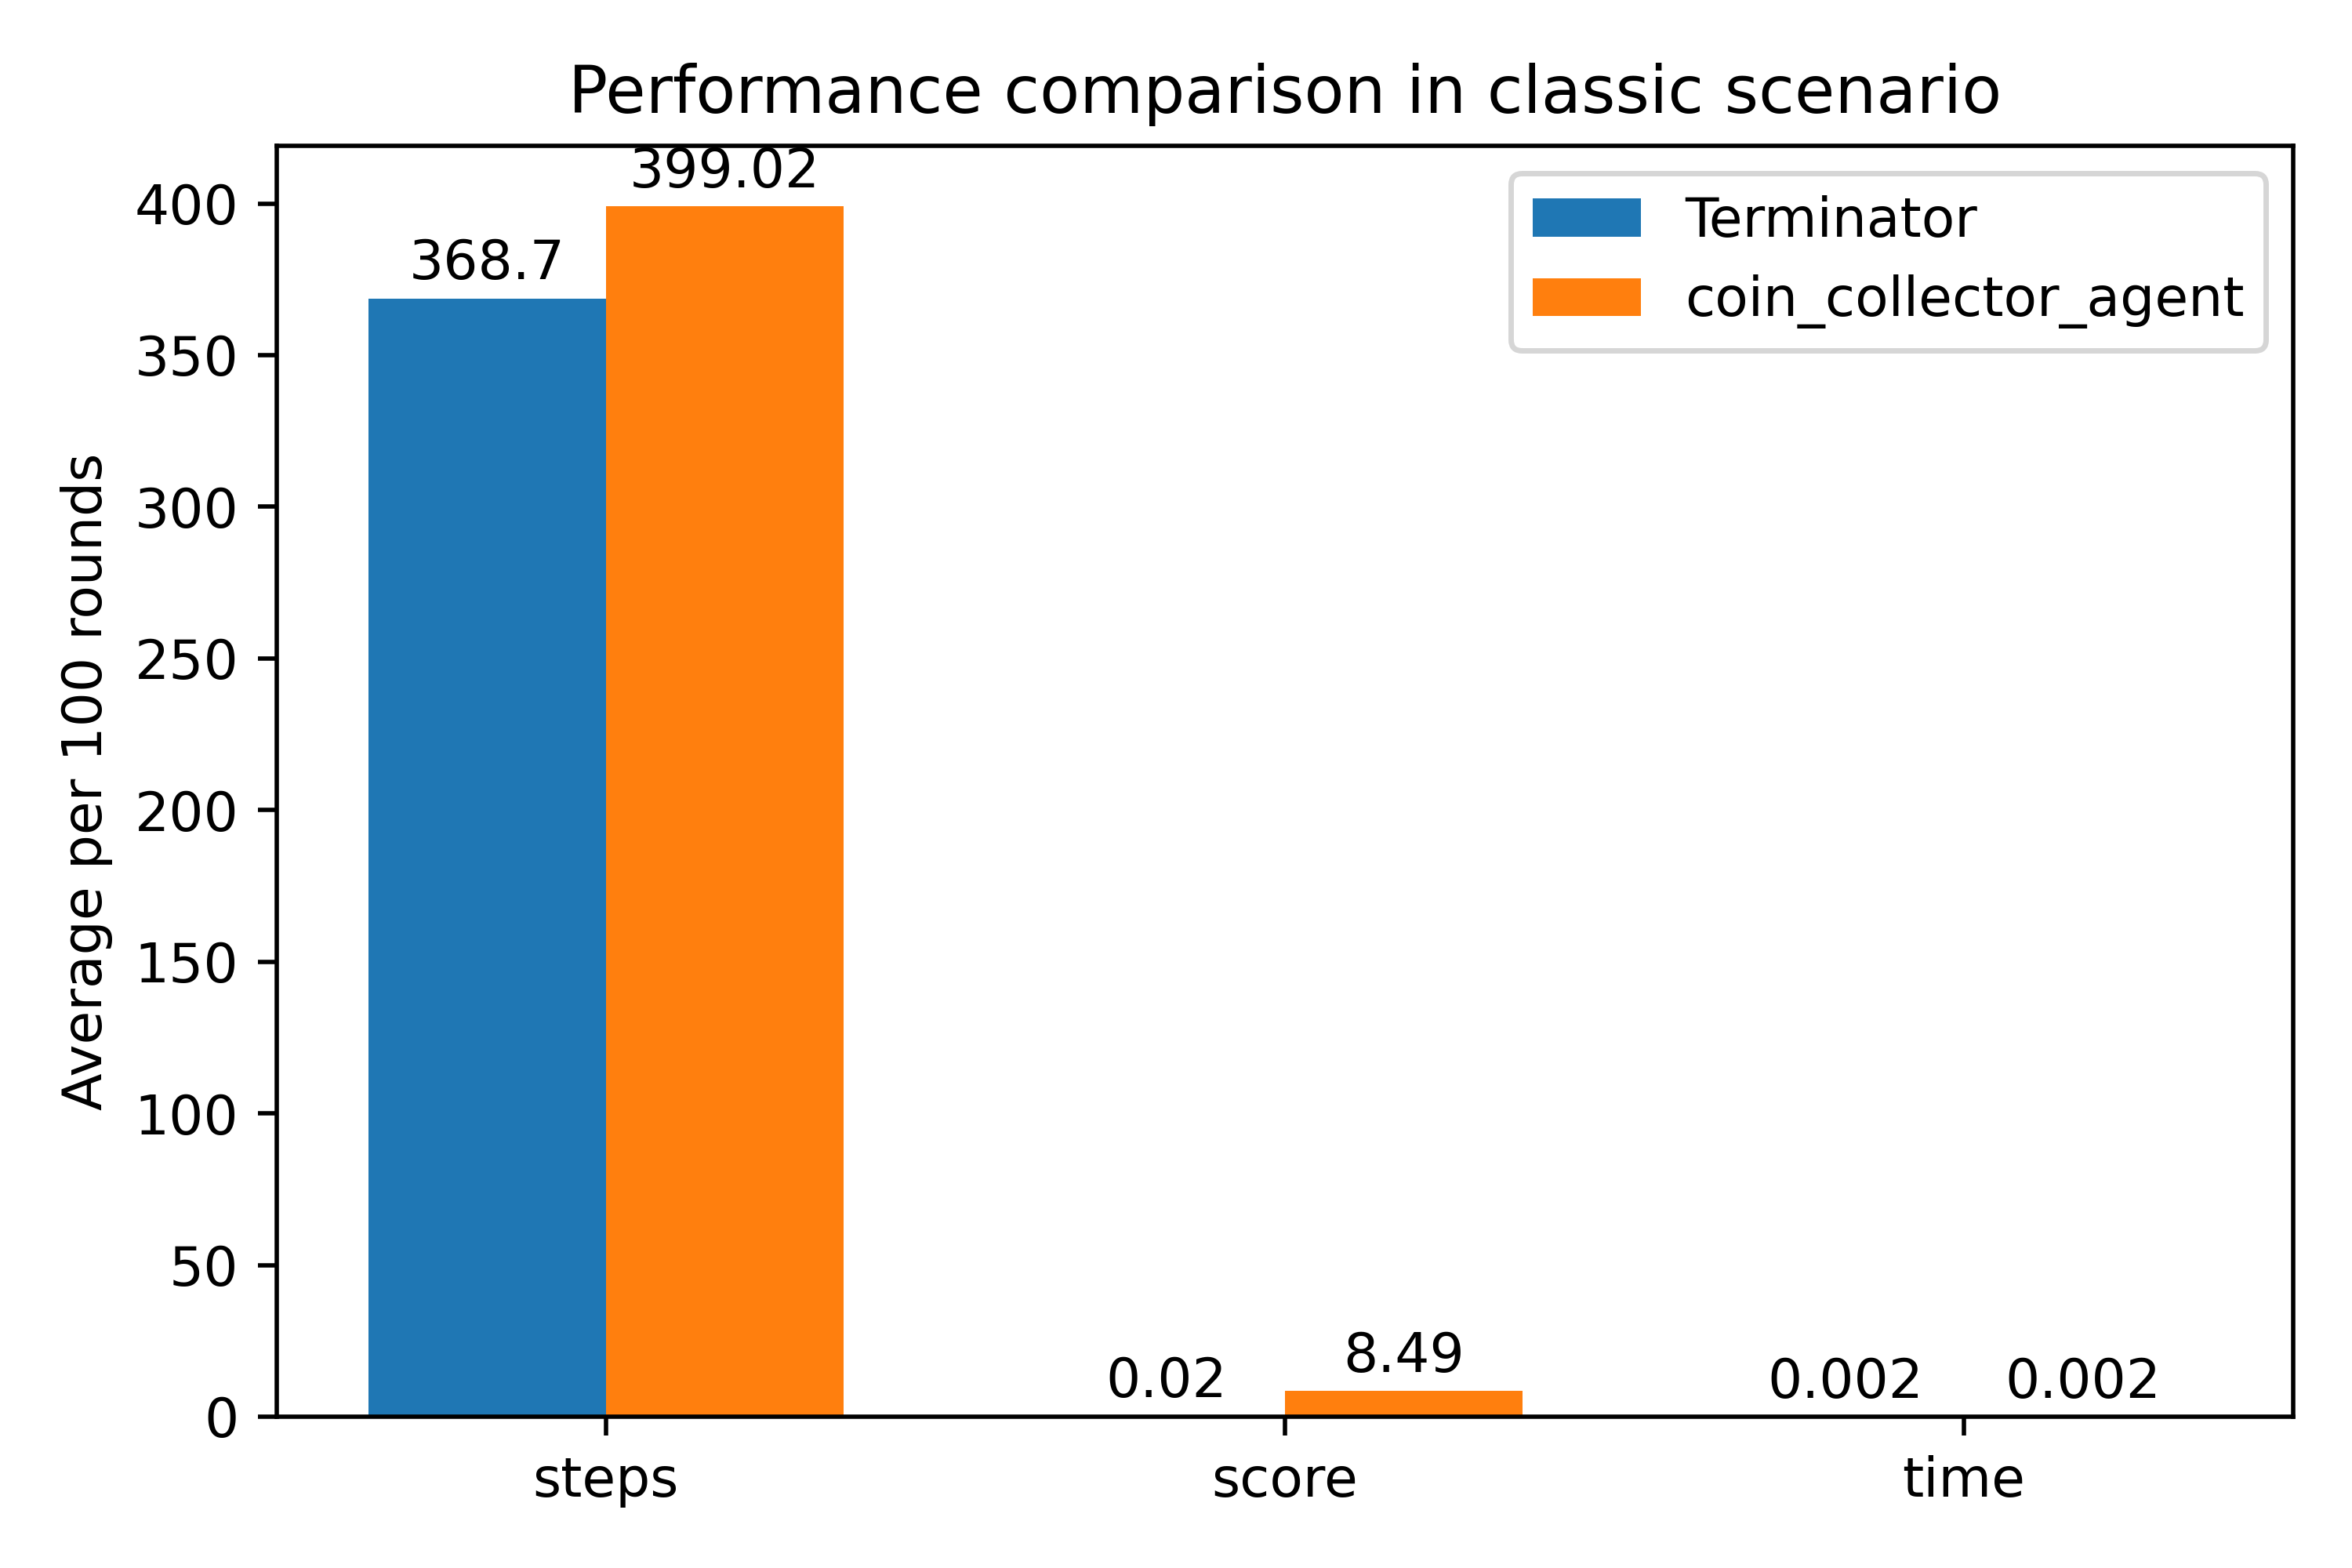 Performance comparison in classic scenario
Terminator
coin_collector_agent
Average per 100 rounds
400
350
300
250
200
150
100
50
0
368.7
399.02
0.02
8.49
0.002
0.002
steps
score
time